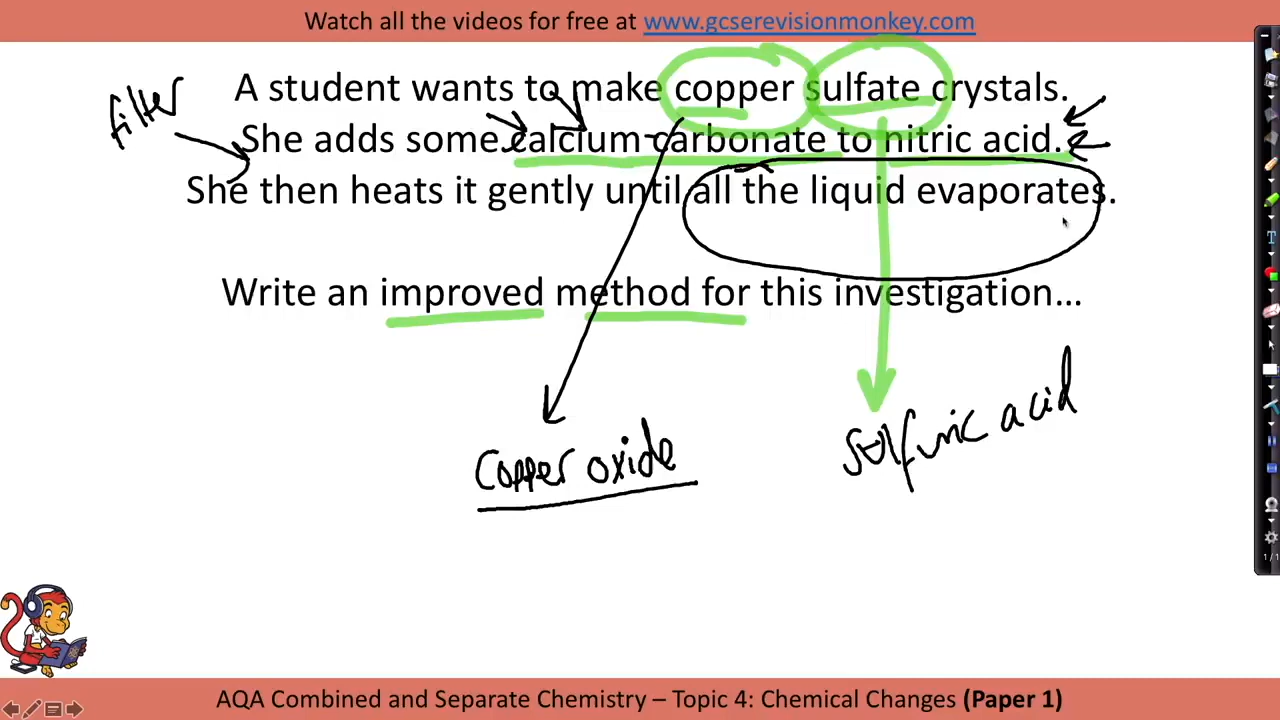 Watch all the videos for free at www.gcserevisionmonkey.com
A student wants to make copper sulfate crystals.
filter
She adds some calcium carbonate to nitric acid.
She then heats it gently until all the liquid evaporates.
Write an improved method for this investigation...
Copper oxide
sulfuric acid
1/1
AQA Combined and Separate Chemistry – Topic 4: Chemical Changes (Paper 1)